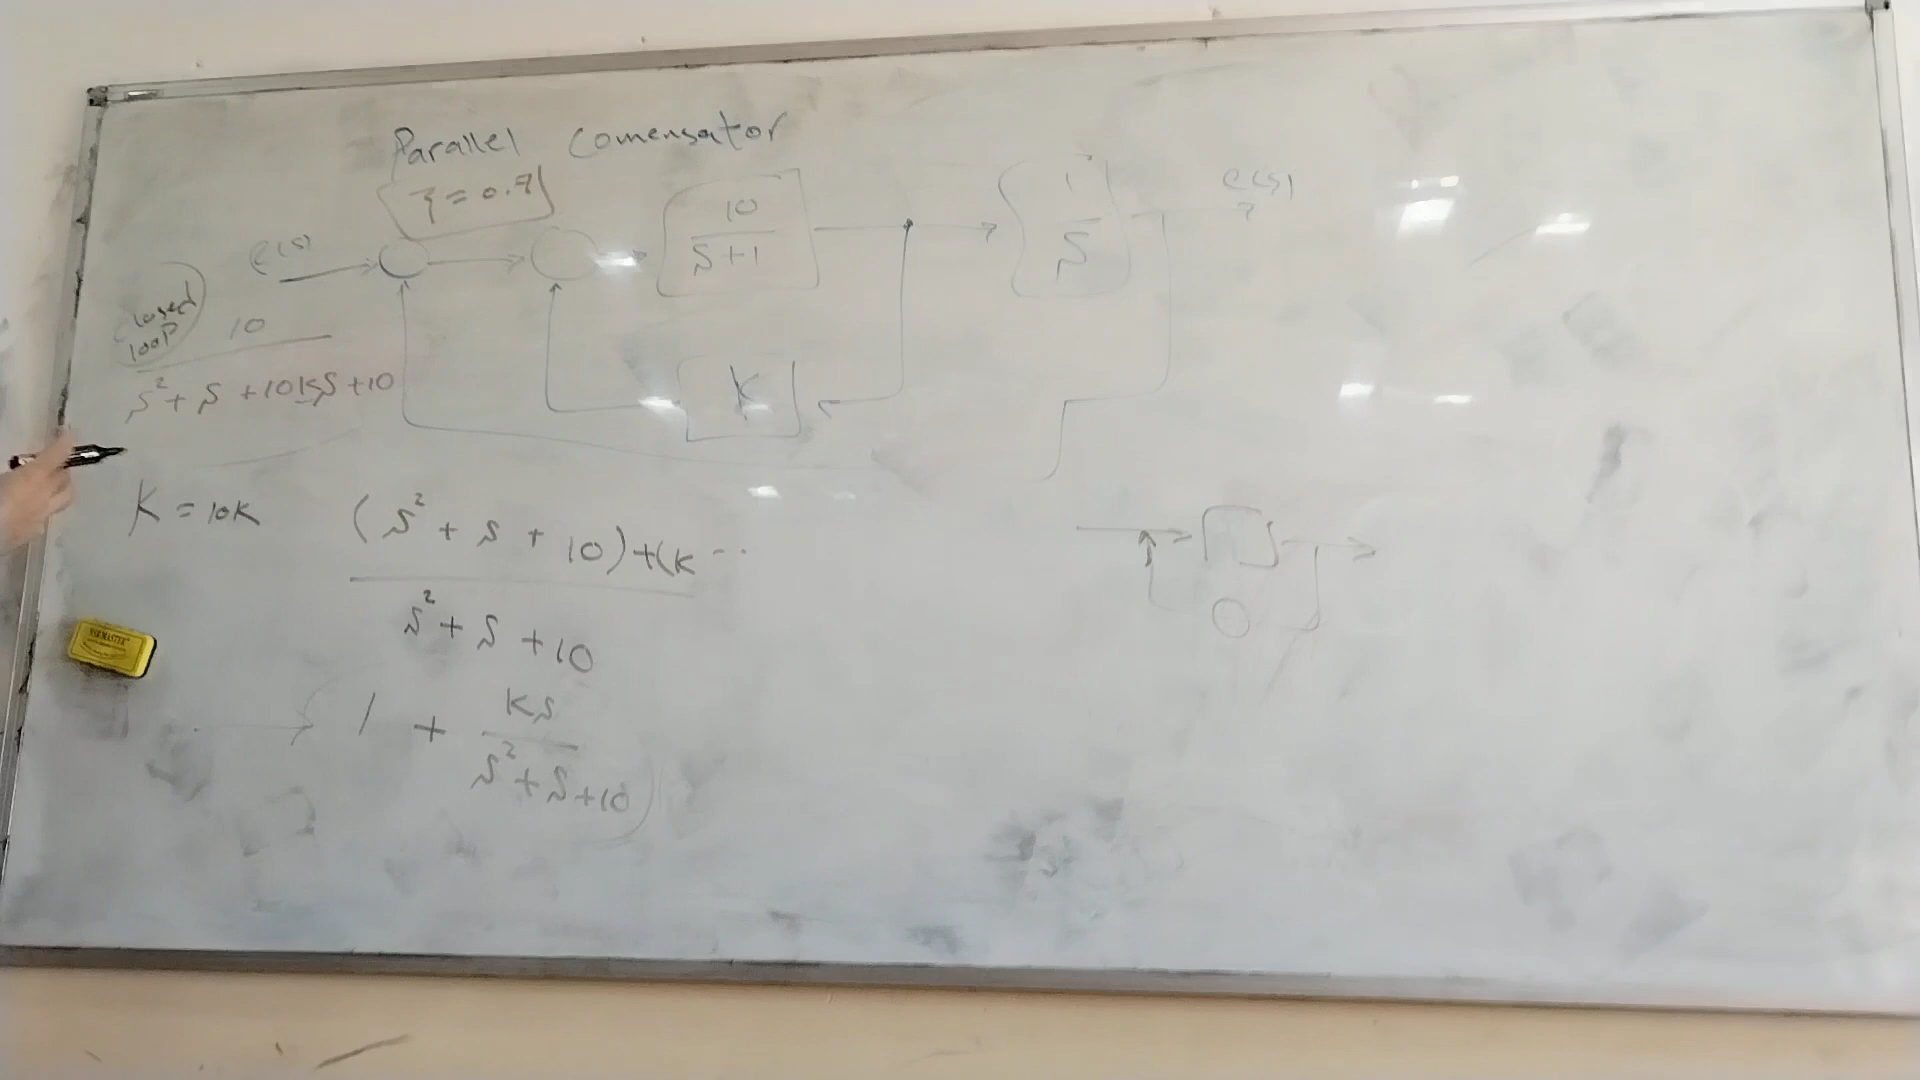 Parallel Comensator
ζ = 0.7
10
S+1
1
S
C(S)
closed
loop
10
S² + S + 10KS + 10
K
K = 10K
(S² + S + 10) + (K ...
S² + S + 10
1 + KS
S² + S + 10